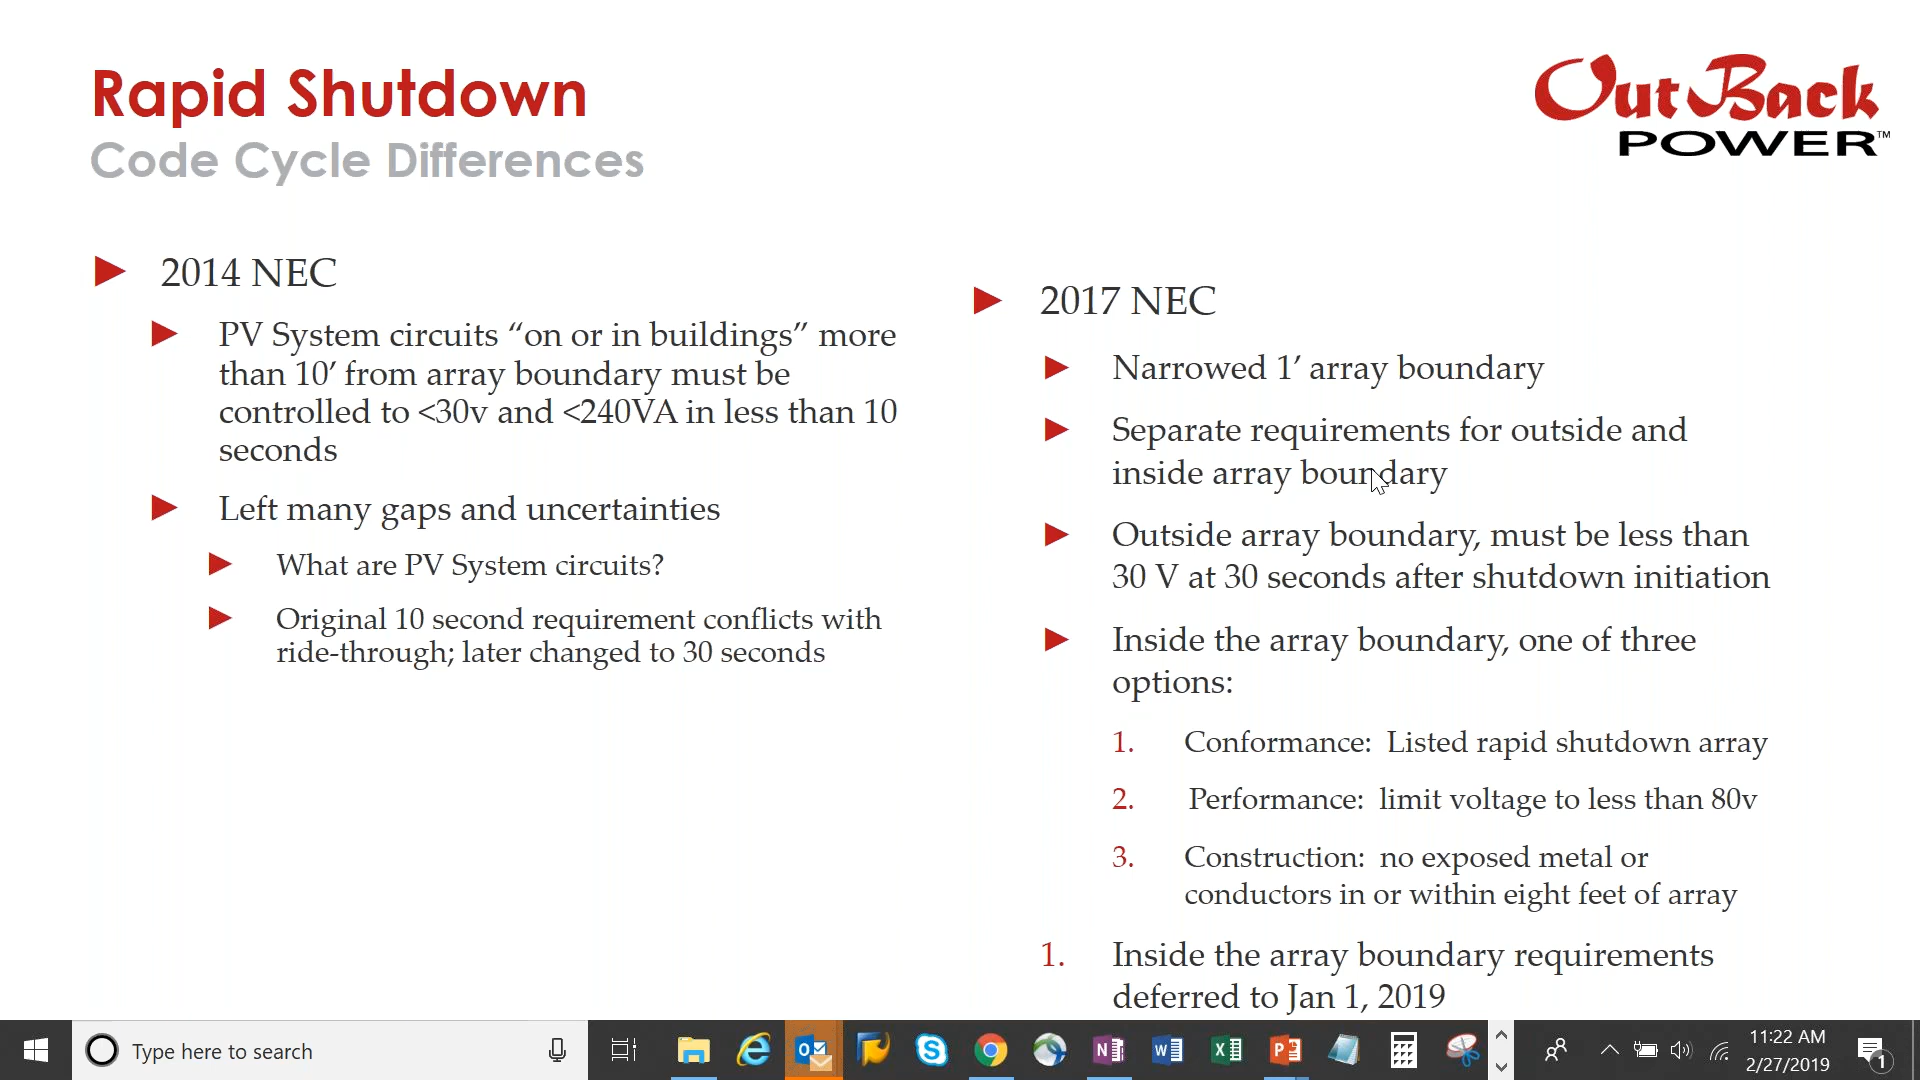 Rapid Shutdown
Code Cycle Differences
OutBack
POWER™
2014 NEC
PV System circuits “on or in buildings” more
than 10’ from array boundary must be
controlled to <30v and <240VA in less than 10
seconds
Left many gaps and uncertainties
What are PV System circuits?
Original 10 second requirement conflicts with
ride-through; later changed to 30 seconds
2017 NEC
Narrowed 1’ array boundary
Separate requirements for outside and
inside array boundary
Outside array boundary, must be less than
30 V at 30 seconds after shutdown initiation
Inside the array boundary, one of three
options:
1. Conformance: Listed rapid shutdown array
2. Performance: limit voltage to less than 80v
3. Construction: no exposed metal or
conductors in or within eight feet of array
1. Inside the array boundary requirements
deferred to Jan 1, 2019
Type here to search
11:22 AM
2/27/2019
1